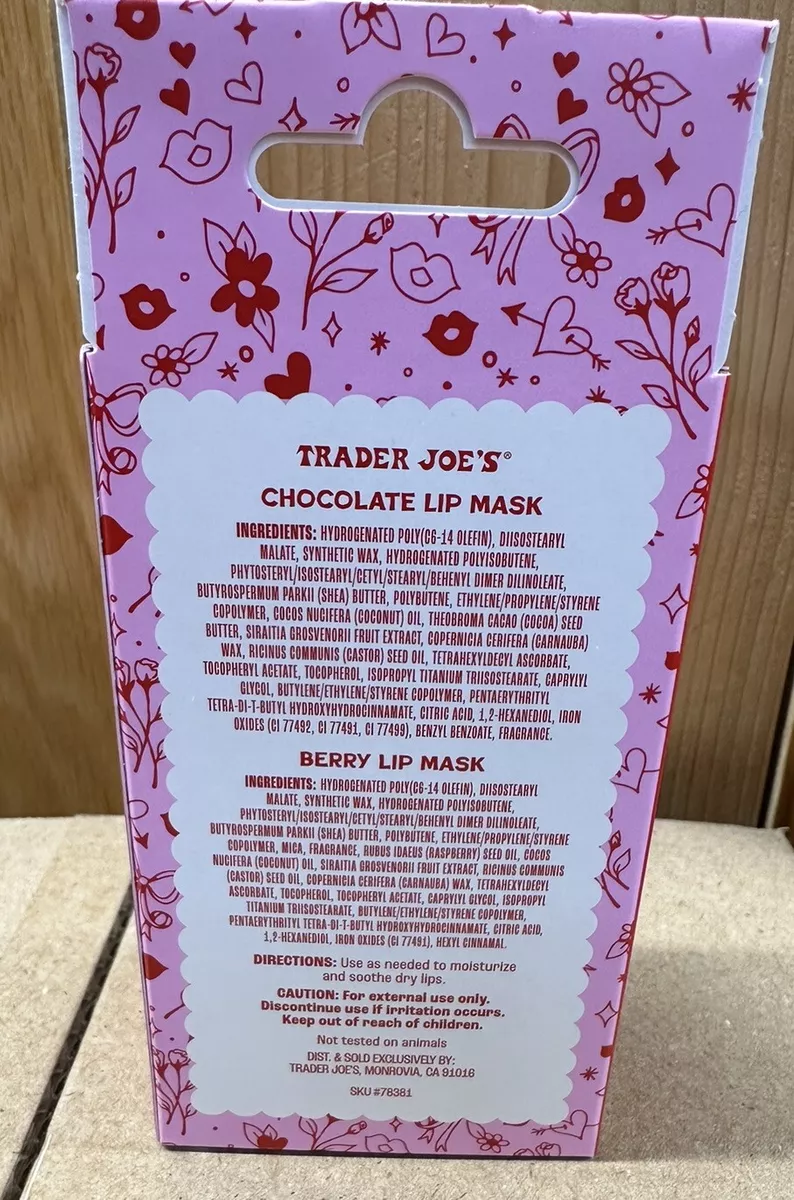 TRADER JOE'S®
CHOCOLATE LIP MASK
INGREDIENTS: HYDROGENATED POLY(C6-14 OLEFIN), DIISOSTEARYL
MALATE, SYNTHETIC WAX, HYDROGENATED POLYISOBUTENE,
PHYTOSTERYL/ISOSTEARYL/CETYL/STEARYL/BEHENYL DIMER DILINOLEATE,
BUTYROSPERMUM PARKII (SHEA) BUTTER, POLYBUTENE, ETHYLENE/PROPYLENE/STYRENE
COPOLYMER, COCOS NUCIFERA (COCONUT) OIL, THEOBROMA CACAO (COCOA) SEED
BUTTER, SIRAITIA GROSVENORII FRUIT EXTRACT, COPERNICIA CERIFERA (CARNAUBA)
WAX, RICINUS COMMUNIS (CASTOR) SEED OIL, TETRAHEXYLDECYL ASCORBATE,
TOCOPHERYL ACETATE, TOCOPHEROL, ISOPROPYL TITANIUM TRIISOSTEARATE, CAPRYLYL
GLYCOL, BUTYLENE/ETHYLENE/STYRENE COPOLYMER, PENTAERYTHRITYL
TETRA-DI-T-BUTYL HYDROXYHYDROCINNAMATE, CITRIC ACID, 1,2-HEXANEDIOL, IRON
OXIDES (CI 77492, CI 77491, CI 77499), BENZYL BENZOATE, FRAGRANCE.
BERRY LIP MASK
INGREDIENTS: HYDROGENATED POLY(C6-14 OLEFIN), DIISOSTEARYL
MALATE, SYNTHETIC WAX, HYDROGENATED POLYISOBUTENE,
PHYTOSTERYL/ISOSTEARYL/CETYL/STEARYL/BEHENYL DIMER DILINOLEATE,
BUTYROSPERMUM PARKII (SHEA) BUTTER, POLYBUTENE, ETHYLENE/PROPYLENE/STYRENE
COPOLYMER, MICA, FRAGRANCE, RUBUS IDAEUS (RASPBERRY) SEED OIL, COCOS
NUCIFERA (COCONUT) OIL, SIRAITIA GROSVENORII FRUIT EXTRACT, RICINUS COMMUNIS
(CASTOR) SEED OIL, COPERNICIA CERIFERA (CARNAUBA) WAX, TETRAHEXYLDECYL
ASCORBATE, TOCOPHEROL, TOCOPHERYL ACETATE, CAPRYLYL GLYCOL, ISOPROPYL
TITANIUM TRIISOSTEARATE, BUTYLENE/ETHYLENE/STYRENE COPOLYMER,
PENTAERYTHRITYL TETRA-DI-T-BUTYL HYDROXYHYDROCINNAMATE, CITRIC ACID,
1,2-HEXANEDIOL, IRON OXIDES (CI 77491), HEXYL CINNAMAL.
DIRECTIONS: Use as needed to moisturize
and soothe dry lips.
CAUTION: For external use only.
Discontinue use if irritation occurs.
Keep out of reach of children.
Not tested on animals
DIST. & SOLD EXCLUSIVELY BY:
TRADER JOE'S, MONROVIA, CA 91016
SKU #78381